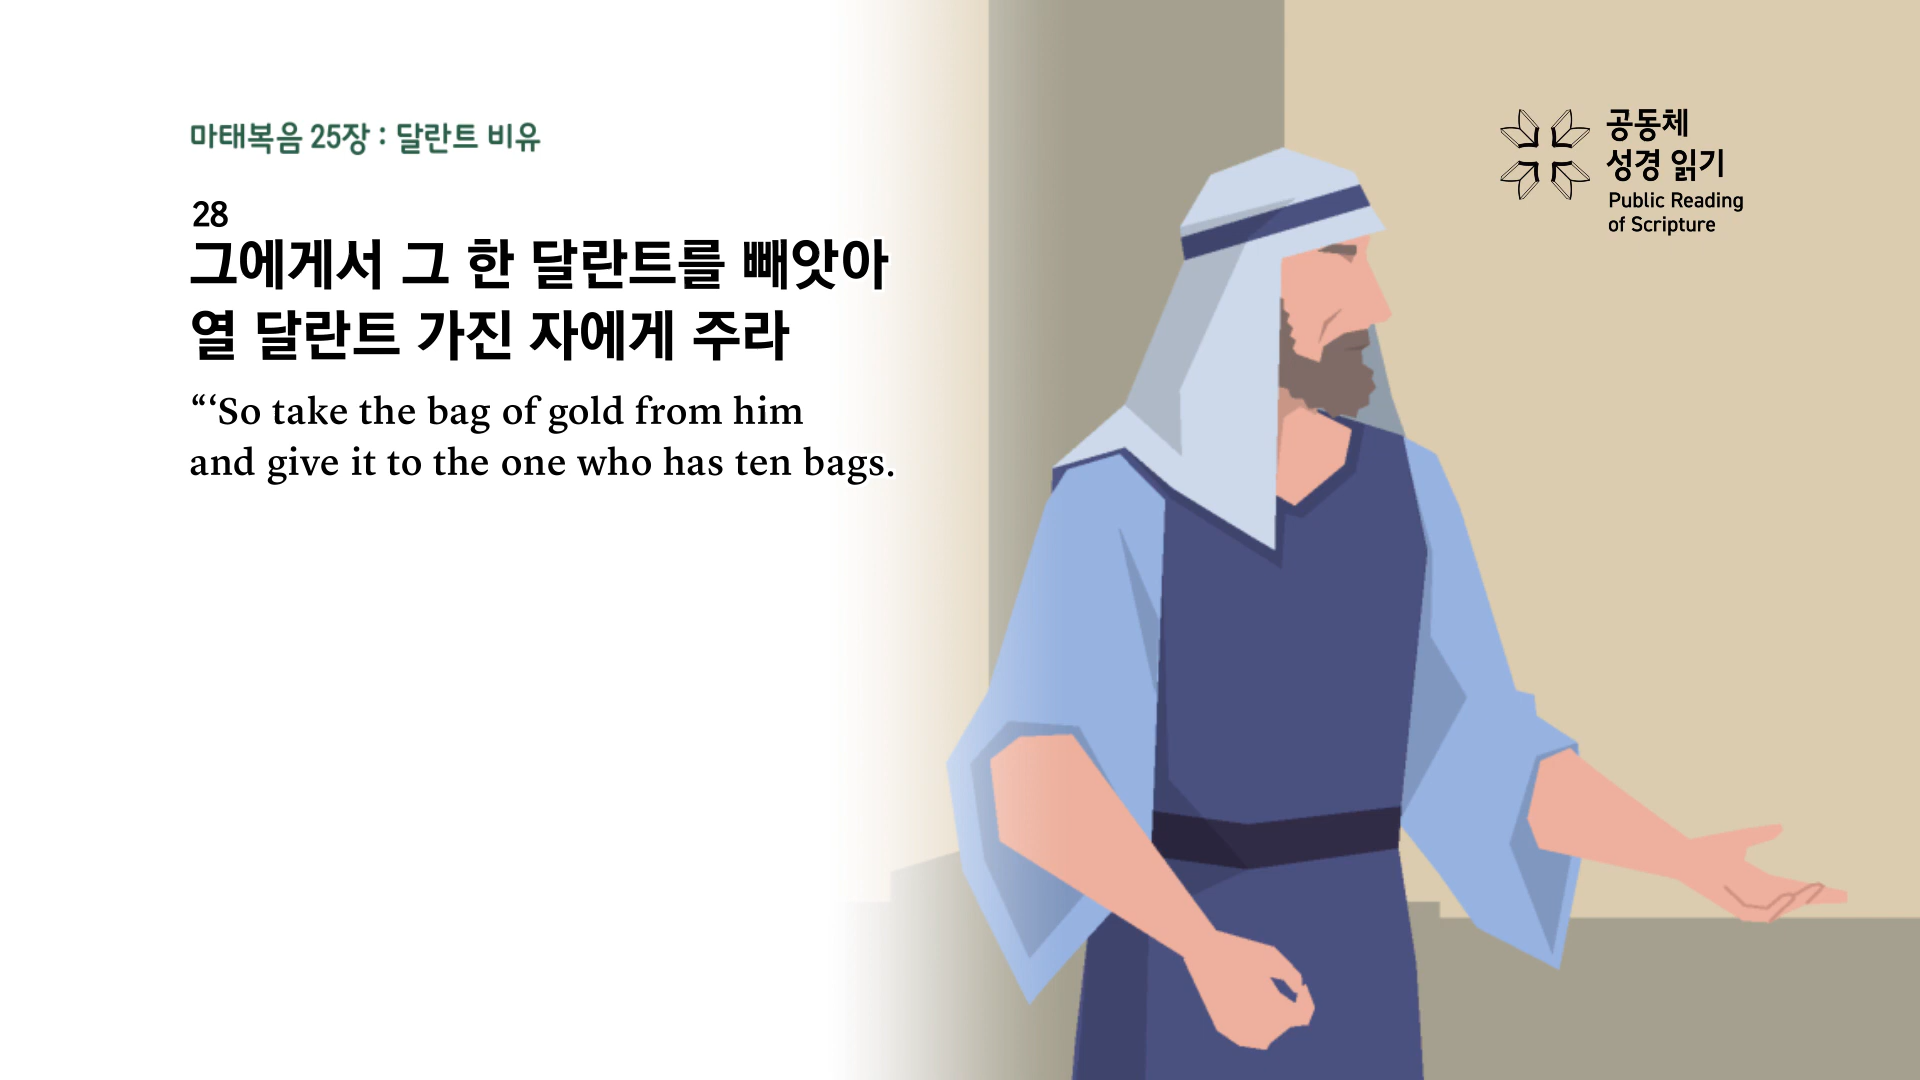 마태복음 25장 : 달란트 비유
28
그에게서 그 한 달란트를 빼앗아
열 달란트 가진 자에게 주라
“‘So take the bag of gold from him
and give it to the one who has ten bags.
공동체
성경 읽기
Public Reading
of Scripture